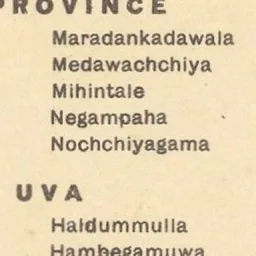 PROVINCE
Maradankadawala
Medawachchiya
Mihintale
Negampaha
Nochchiyagama
UVA
Haldummulla
Hambegamuwa